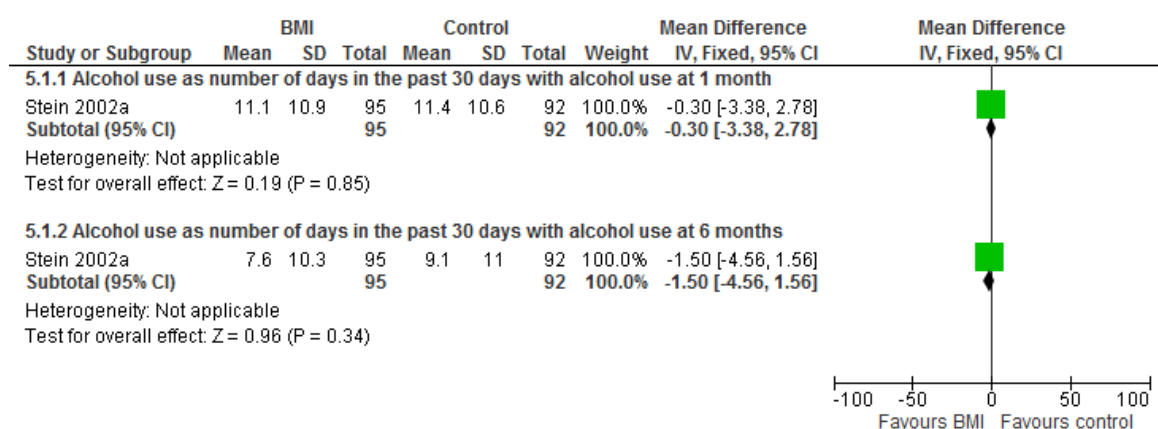 BMI Control Mean Difference Mean Difference
Study or Subgroup Mean SD Total Mean SD Total Weight IV, Fixed, 95% CI IV, Fixed, 95% CI
5.1.1 Alcohol use as number of days in the past 30 days with alcohol use at 1 month
Stein 2002a 11.1 10.9 95 11.4 10.6 92 100.0% -0.30 [-3.38, 2.78]
Subtotal (95% CI) 95 92 100.0% -0.30 [-3.38, 2.78]
Heterogeneity: Not applicable
Test for overall effect: Z = 0.19 (P = 0.85)
5.1.2 Alcohol use as number of days in the past 30 days with alcohol use at 6 months
Stein 2002a 7.6 10.3 95 9.1 11 92 100.0% -1.50 [-4.56, 1.56]
Subtotal (95% CI) 95 92 100.0% -1.50 [-4.56, 1.56]
Heterogeneity: Not applicable
Test for overall effect: Z = 0.96 (P = 0.34)
-100 -50 0 50 100
Favours BMI Favours control